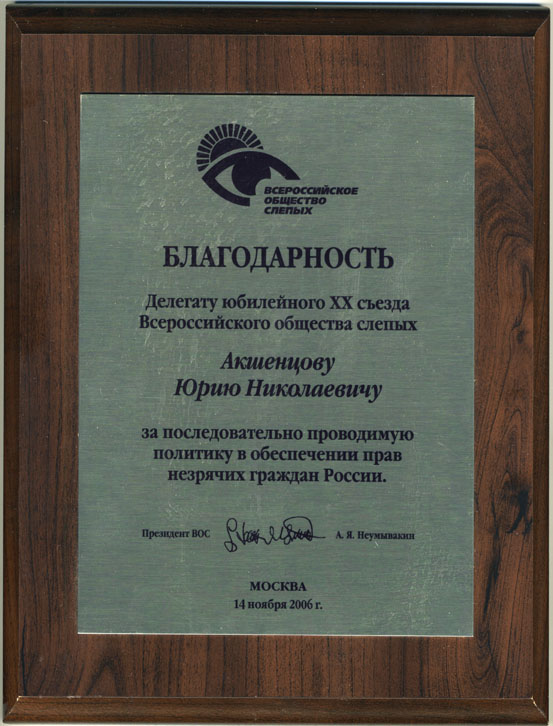 ВСЕРОССИЙСКОЕ
ОБЩЕСТВО
СЛЕПЫХ
БЛАГОДАРНОСТЬ
Делегату юбилейного XX съезда
Всероссийского общества слепых
Акшенцову
Юрию Николаевичу
за последовательно проводимую
политику в обеспечении прав
незрячих граждан России.
Президент ВОС А. Я. Неумывакин
МОСКВА
14 ноября 2006 г.